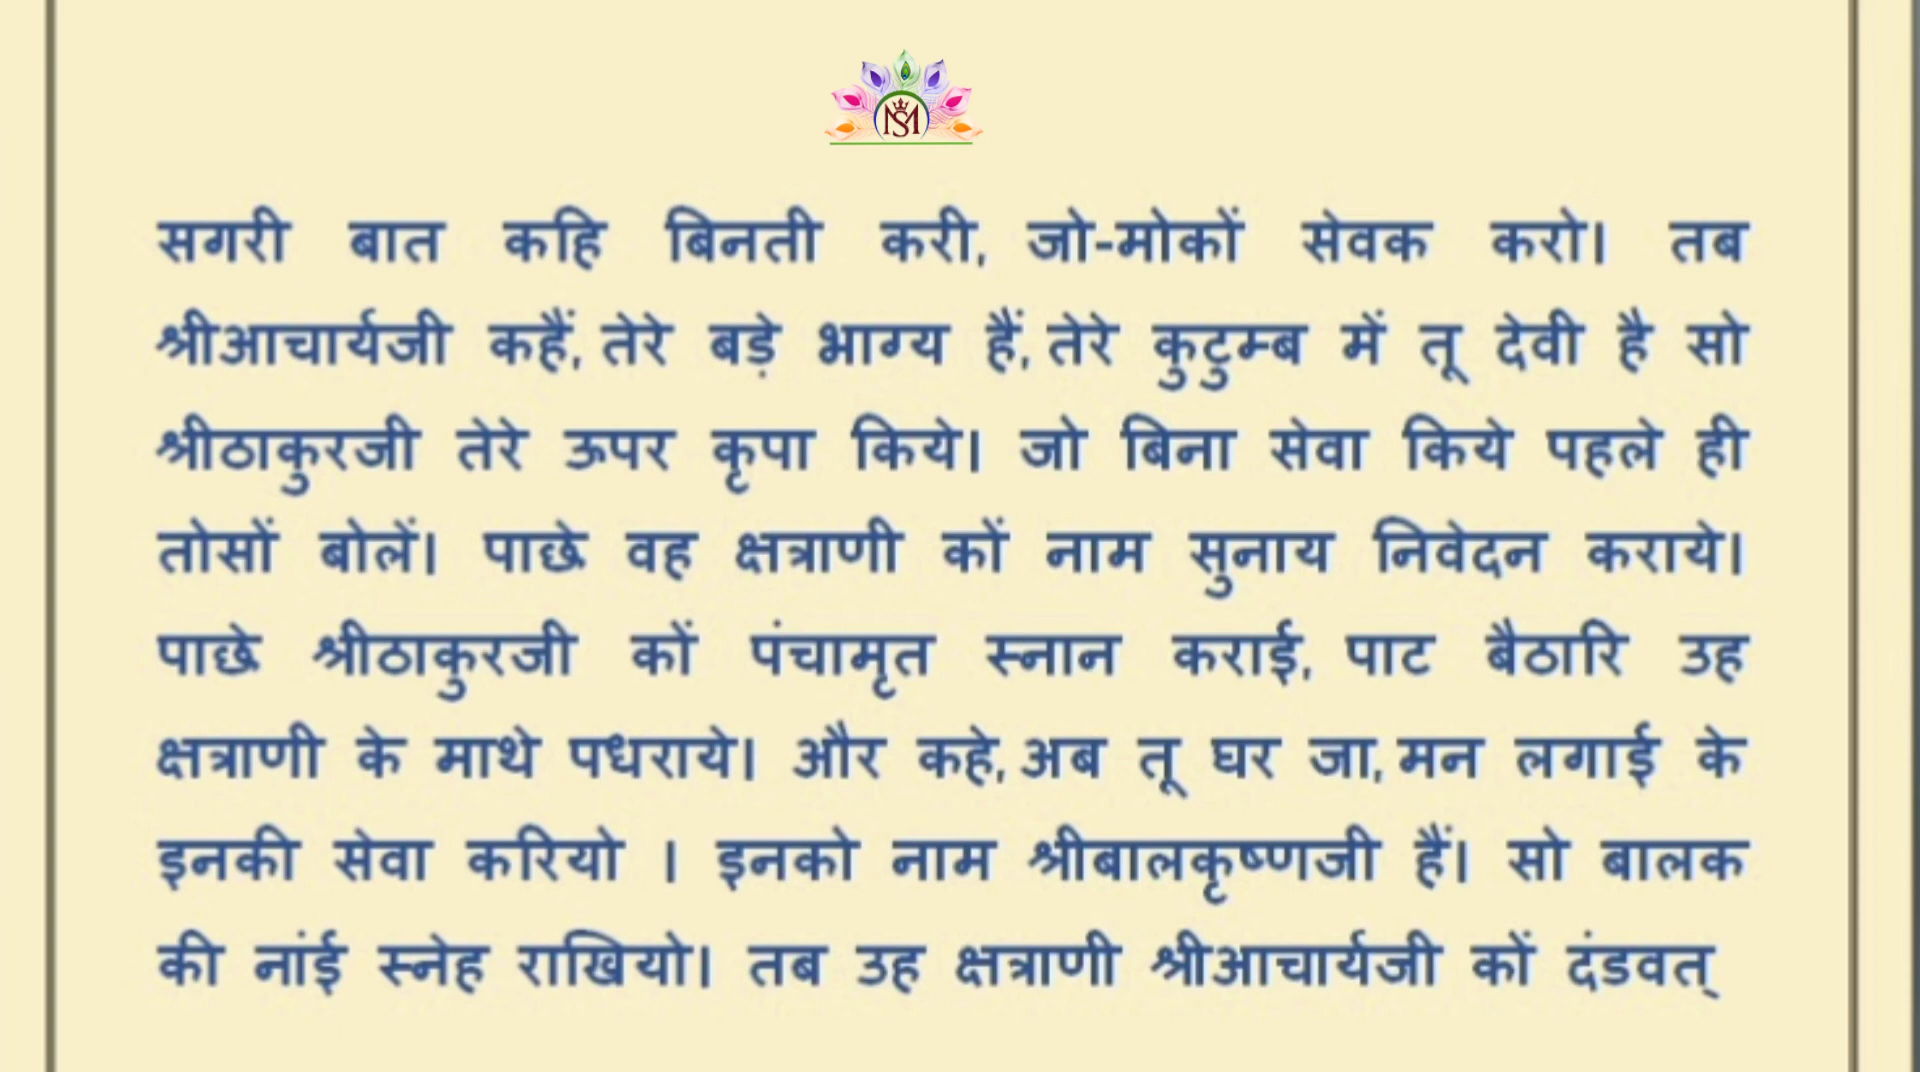 SM
सगरी बात कहि बिनती करी, जो-मोकों सेवक करो। तब
श्रीआचार्यजी कहैं, तेरे बड़े भाग्य हैं, तेरे कुटुम्ब में तू देवी है सो
श्रीठाकुरजी तेरे ऊपर कृपा किये। जो बिना सेवा किये पहले ही
तोसों बोलें। पाछे वह क्षत्राणी कों नाम सुनाय निवेदन कराये।
पाछे श्रीठाकुरजी कों पंचामृत स्नान कराई, पाट बैठारि उह
क्षत्राणी के माथे पधराये। और कहे, अब तू घर जा, मन लगाई के
इनकी सेवा करियो । इनको नाम श्रीबालकृष्णजी हैं। सो बालक
की नांई स्नेह राखियो। तब उह क्षत्राणी श्रीआचार्यजी कों दंडवत्